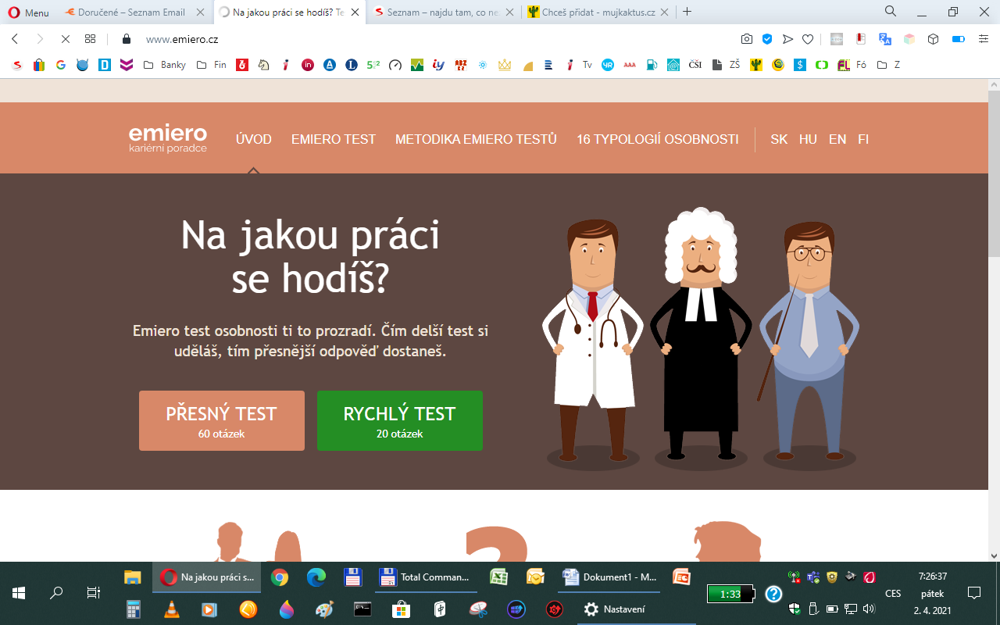 Menu
Doručené – Seznam Email
Na jakou práci se hodíš? Te
Seznam – najdu tam, co ne
Chceš přidat - mujkaktus.cz
www.emiero.cz
Banky
Fin
Tv
ČŠI
ZŠ
Fó
Z
emiero
kariérní poradce
ÚVOD
EMIERO TEST
METODIKA EMIERO TESTŮ
16 TYPOLOGIÍ OSOBNOSTI
SK HU EN FI
Na jakou práci
se hodíš?
Emiero test osobnosti ti to prozradí. Čím delší test si
uděláš, tím přesnější odpověď dostaneš.
PŘESNÝ TEST
60 otázek
RYCHLÝ TEST
20 otázek
Na jakou práci s...
Total Comman...
Dokument1 - M...
Nastavení
1:33
CES
7:26:37
pátek
2. 4. 2021